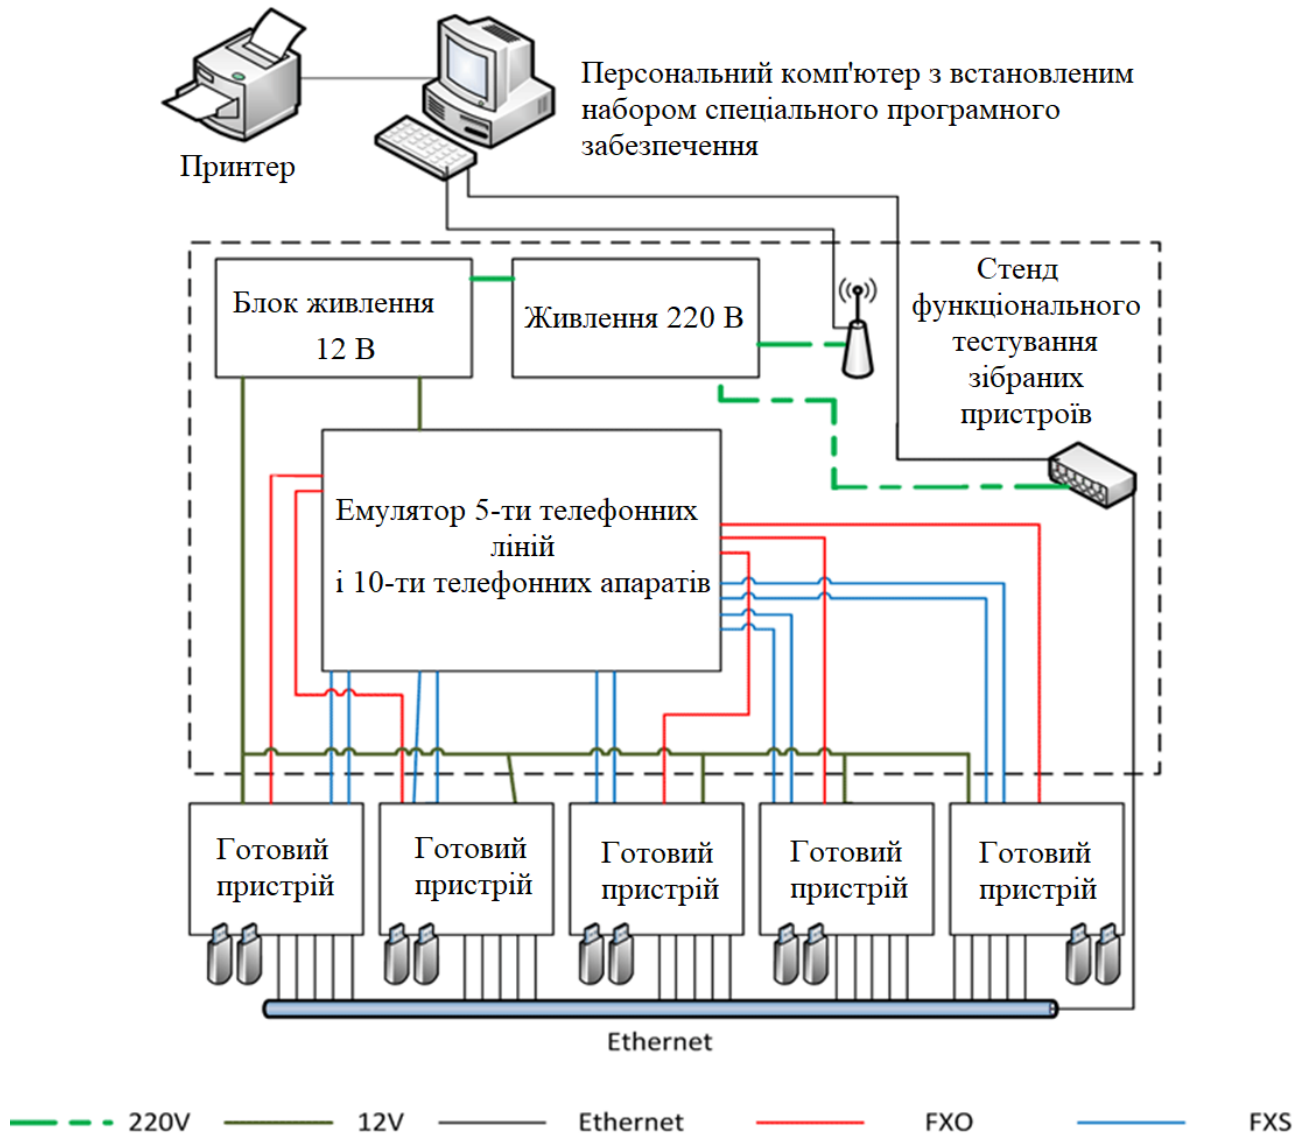 Персональний комп'ютер з встановленим
набором спеціального програмного
забезпечення
Принтер
Блок живлення
12 В
Живлення 220 В
Стенд
функціонального
тестування
зібраних
пристроїв
Емулятор 5-ти телефонних
ліній
і 10-ти телефонних апаратів
Готовий
пристрій
Готовий
пристрій
Готовий
пристрій
Готовий
пристрій
Готовий
пристрій
Ethernet
220V
12V
Ethernet
FXO
FXS